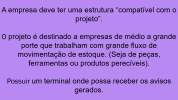 A empresa deve ter uma estrutura “compatível com o
projeto”.
O projeto é destinado a empresas de médio a grande
porte que trabalham com grande fluxo de
movimentação de estoque. (Seja de peças,
ferramentas ou produtos perecíveis).
Possuir um terminal onde possa receber os avisos
gerados.